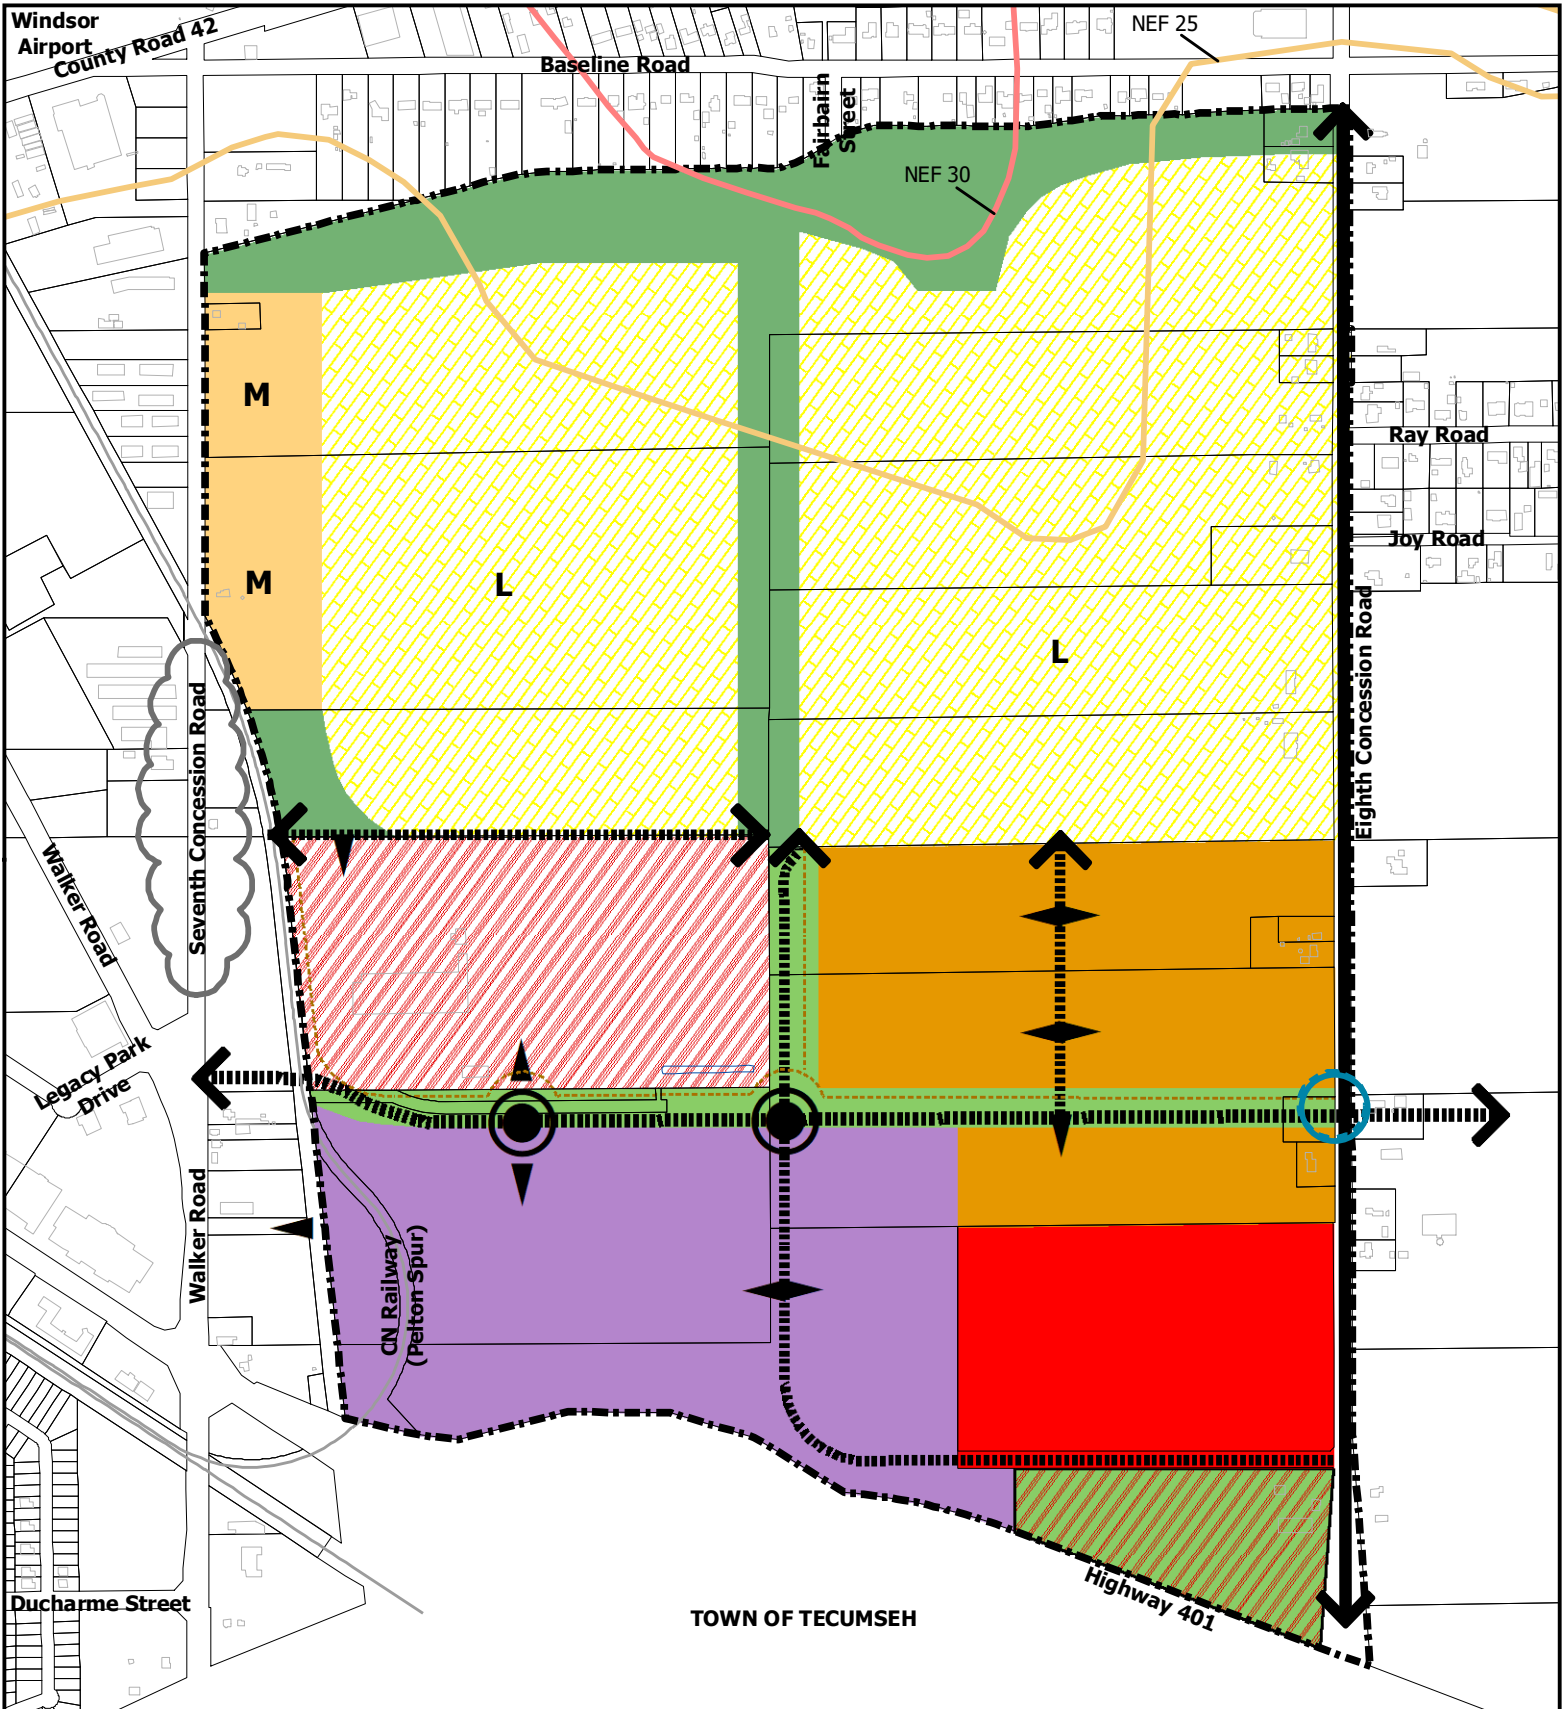 Windsor
Airport
County Road 42
NEF 25
Baseline Road
Fairbairn
Street
NEF 30
M
Ray Road
Joy Road
M
L
L
Eighth Concession Road
Seventh Concession Road
Walker Road
Legacy Park
Drive
Walker Road
CN Railway
(Pelton Spur)
Highway 401
Ducharme Street
TOWN OF TECUMSEH